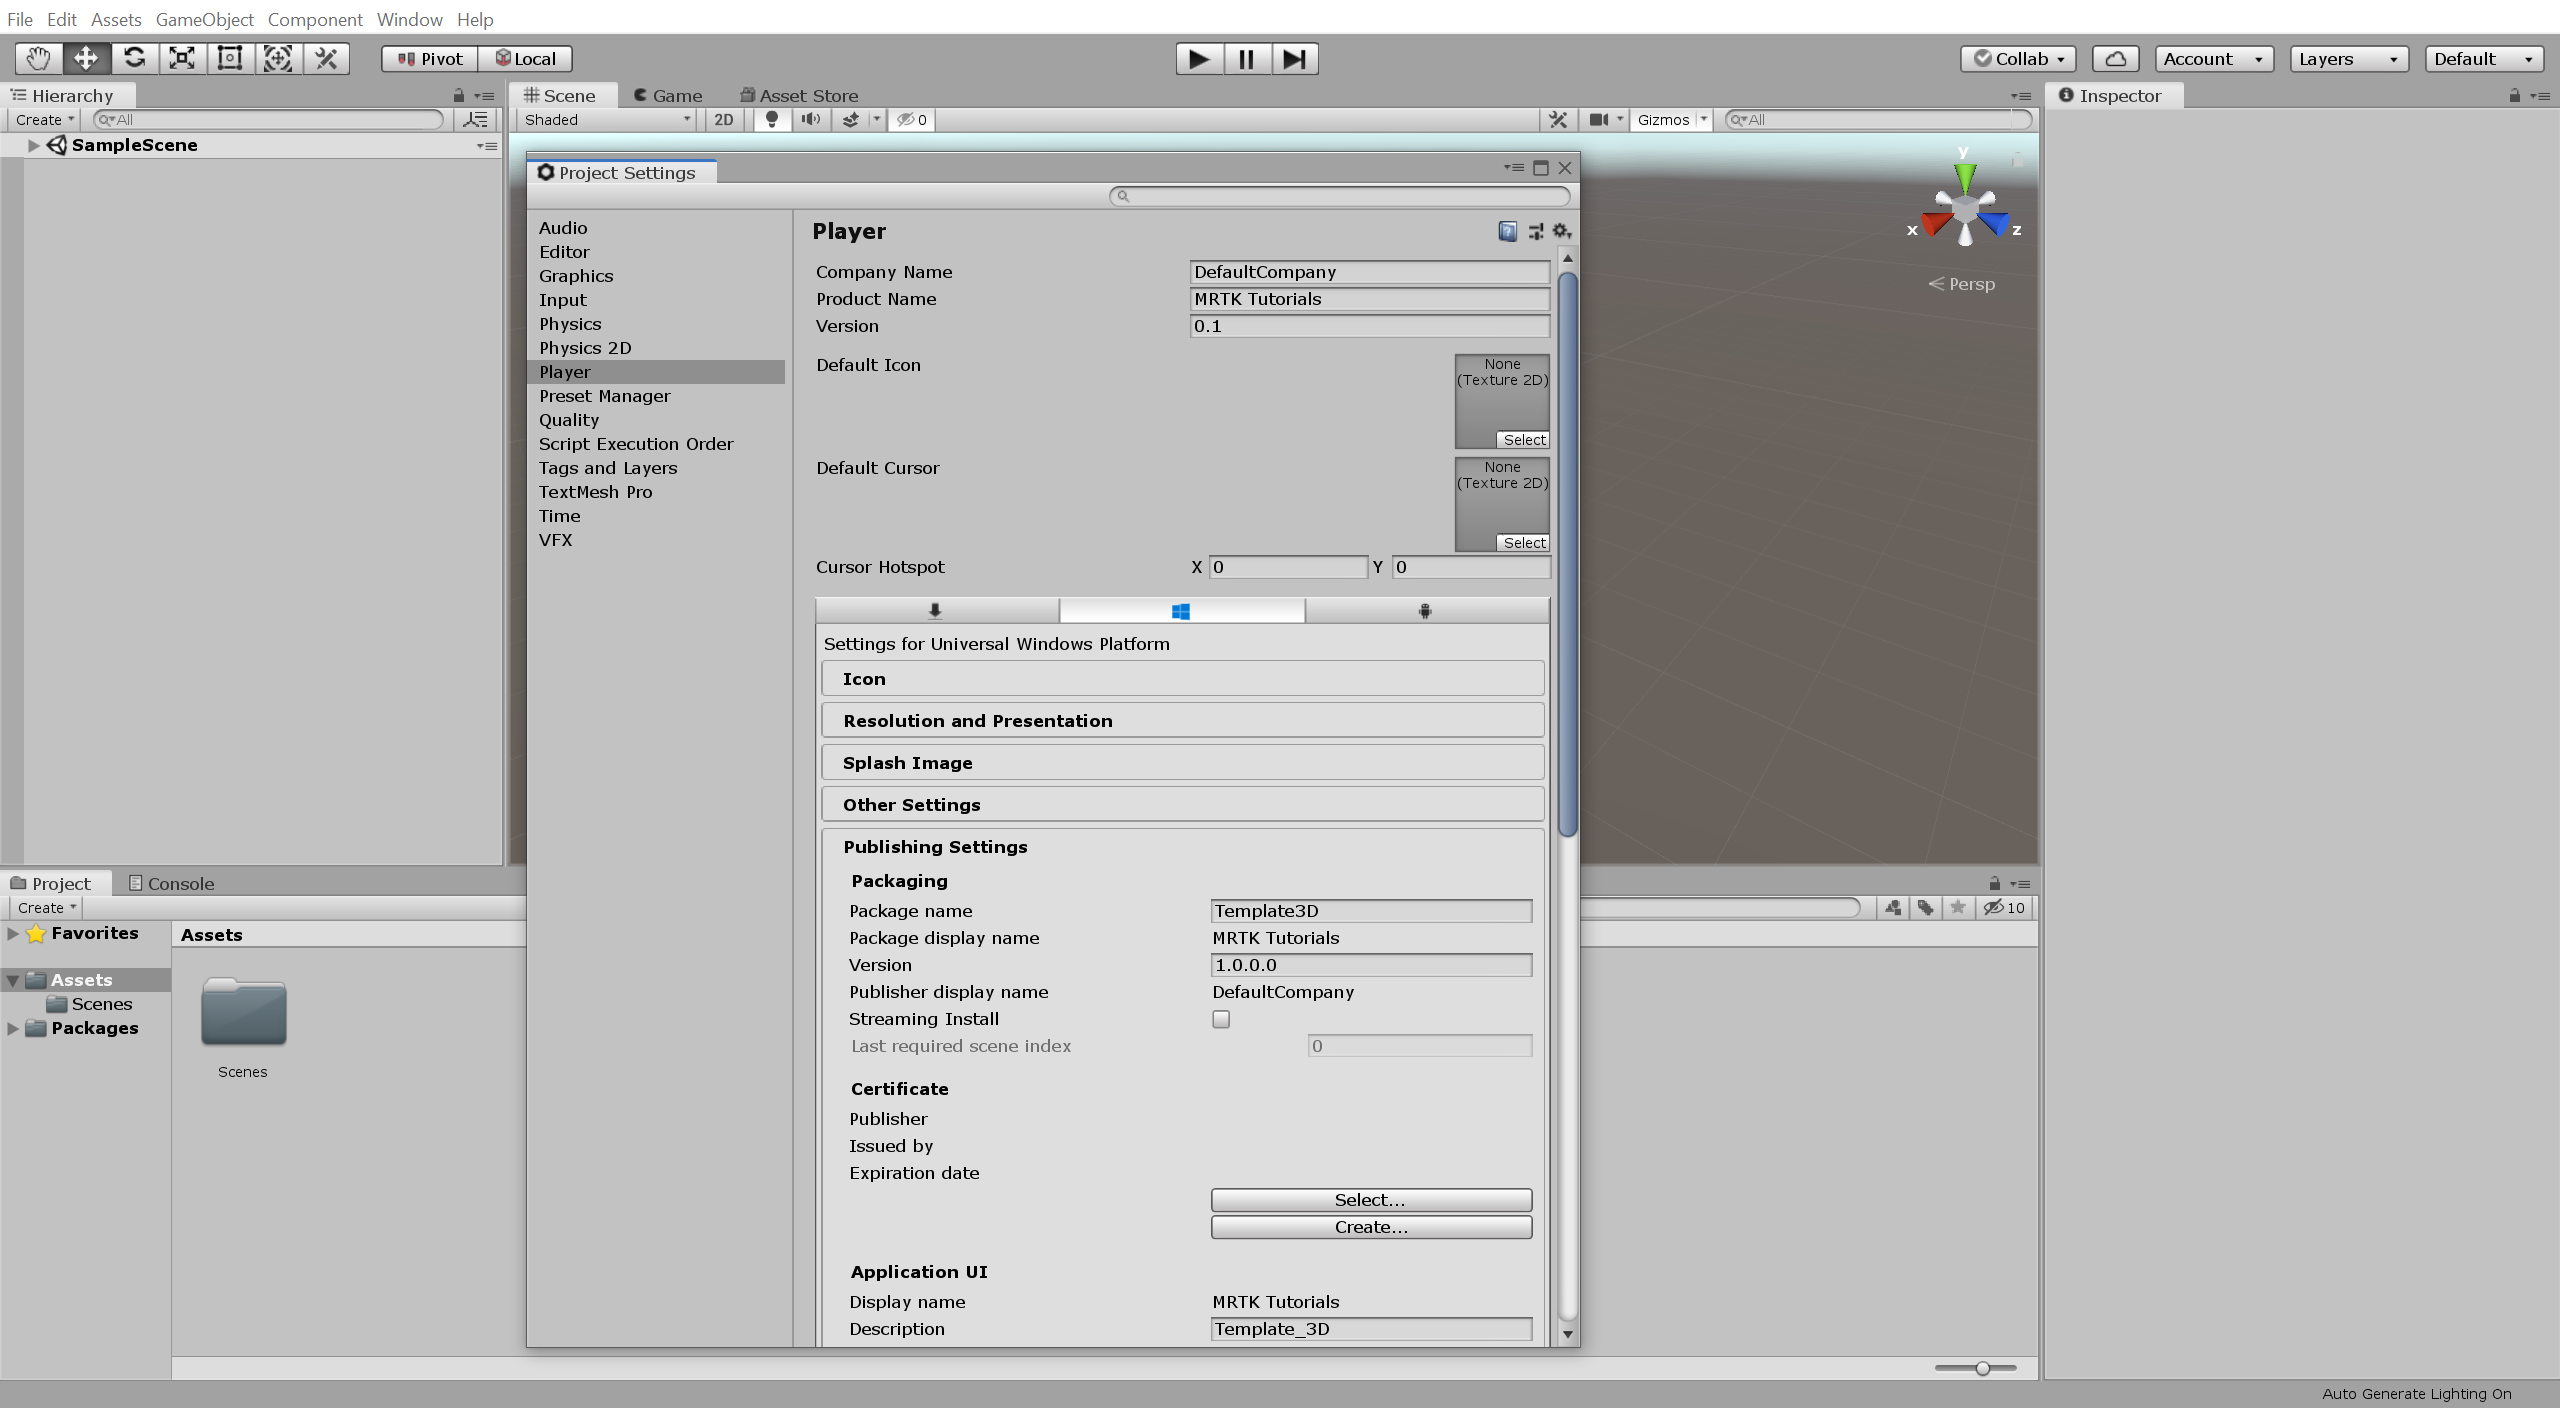 File Edit Assets GameObject Component Window Help
Pivot Local
Collab Account Layers Default
Hierarchy
Create All
SampleScene
Scene Game Asset Store
Shaded 2D 0 Gizmos All
y
x z
Persp
Inspector
Project Settings
Audio
Editor
Graphics
Input
Physics
Physics 2D
Player
Preset Manager
Quality
Script Execution Order
Tags and Layers
TextMesh Pro
Time
VFX
Player
Company Name DefaultCompany
Product Name MRTK Tutorials
Version 0.1
Default Icon None
(Texture 2D)
Select
Default Cursor None
(Texture 2D)
Select
Cursor Hotspot X 0 Y 0
Settings for Universal Windows Platform
Icon
Resolution and Presentation
Splash Image
Other Settings
Publishing Settings
Packaging
Package name Template3D
Package display name MRTK Tutorials
Version 1.0.0.0
Publisher display name DefaultCompany
Streaming Install
Last required scene index 0
Certificate
Publisher
Issued by
Expiration date
Select...
Create...
Application UI
Display name MRTK Tutorials
Description Template_3D
Project Console
Create 10
Favorites
Assets
Scenes
Packages
Assets
Scenes
Auto Generate Lighting On